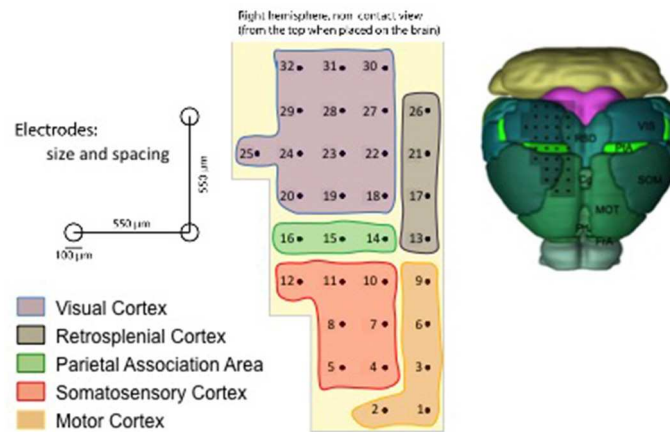 Right hemisphere, non contact view
(from the top when placed on the brain)
32 31 30
29 28 27 26
25 24 23 22 21
20 19 18 17
16 15 14 13
12 11 10 9
8 7 6
5 4 3
2 1
Electrodes:
size and spacing
550 µm
550 µm
100 µm
Visual Cortex
Retrosplenial Cortex
Parietal Association Area
Somatosensory Cortex
Motor Cortex
RSD
VIS
PtA
SOM
Cg
MOT